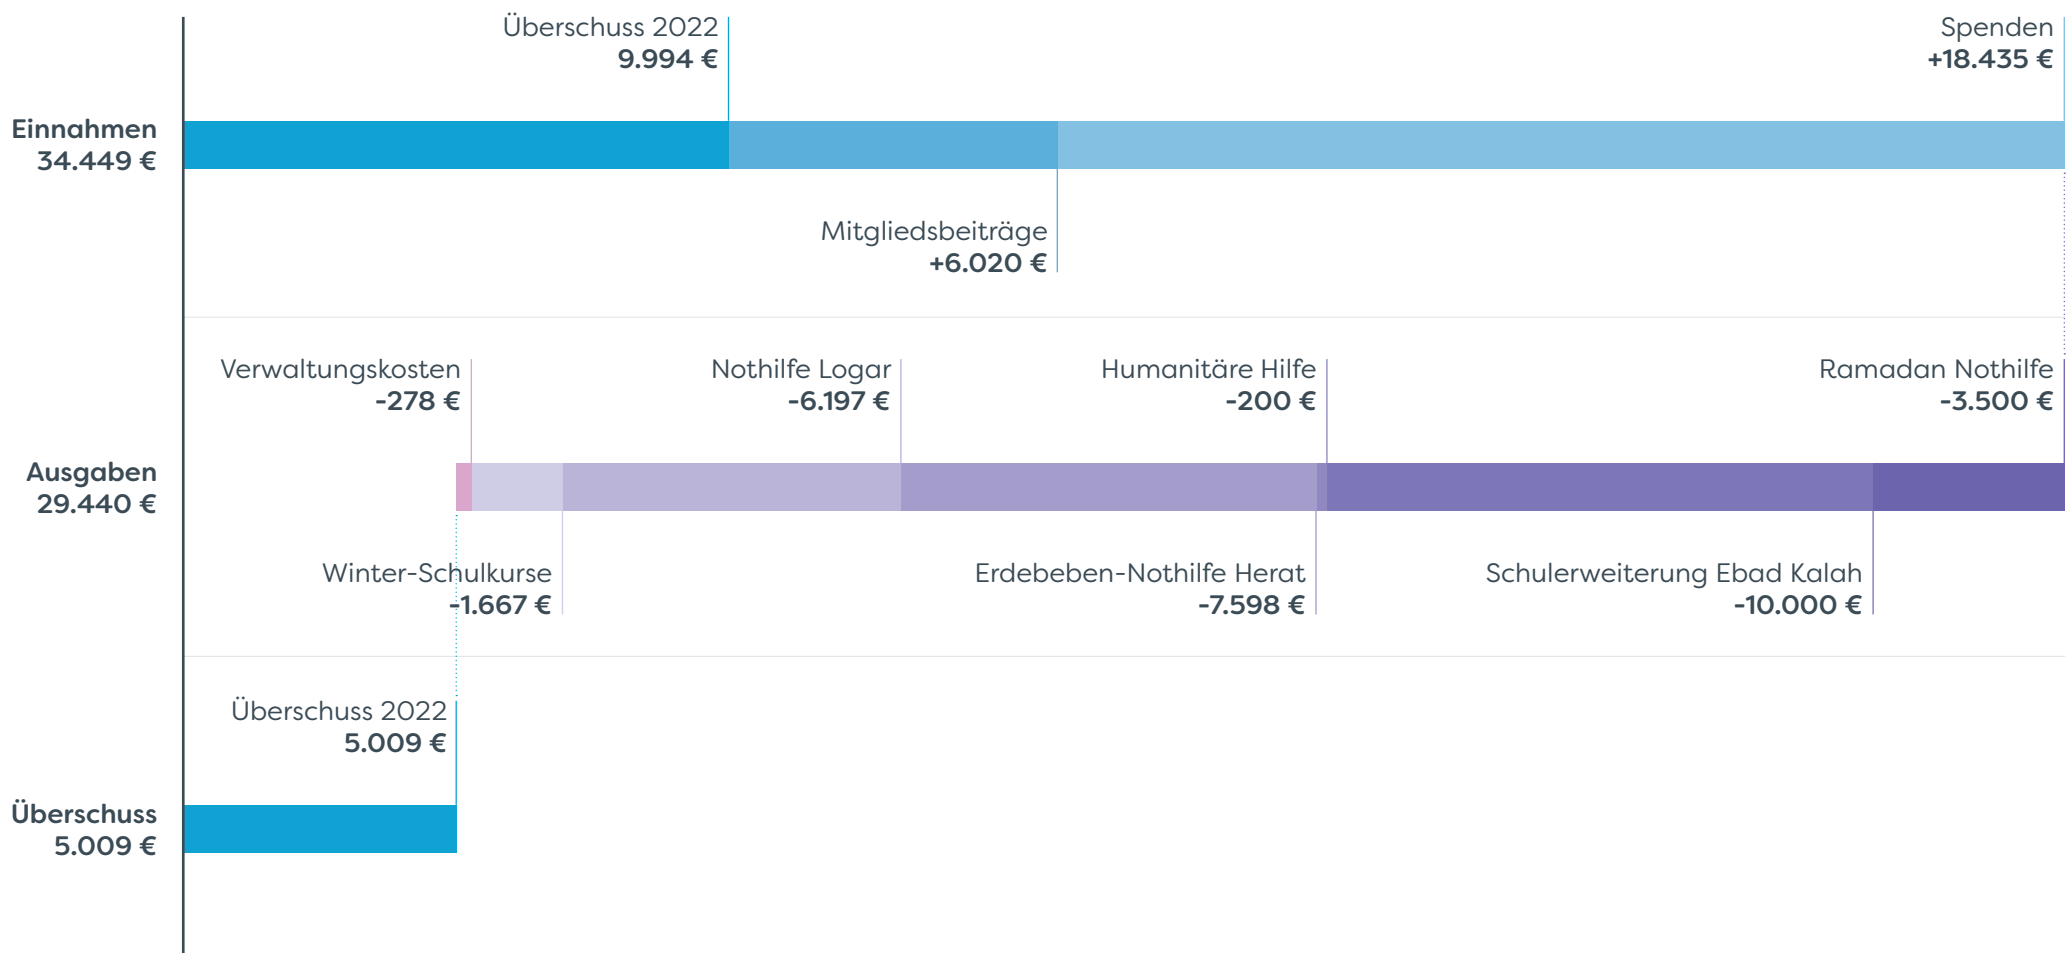 Überschuss 2022
9.994 €
Spenden
+18.435 €
Einnahmen
34.449 €
Mitgliedsbeiträge
+6.020 €
Verwaltungskosten
-278 €
Nothilfe Logar
-6.197 €
Humanitäre Hilfe
-200 €
Ramadan Nothilfe
-3.500 €
Ausgaben
29.440 €
Winter-Schulkurse
-1.667 €
Erdebeben-Nothilfe Herat
-7.598 €
Schulerweiterung Ebad Kalah
-10.000 €
Überschuss 2022
5.009 €
Überschuss
5.009 €